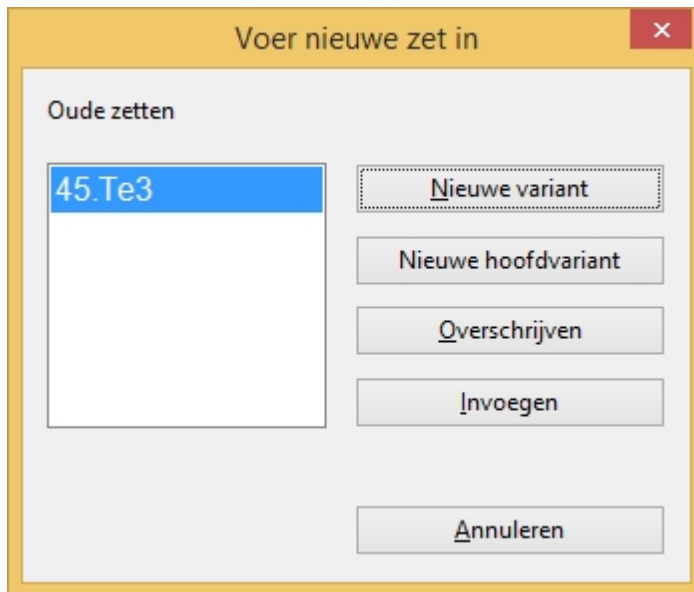 Voer nieuwe zet in
Oude zetten
45.Te3
Nieuwe variant
Nieuwe hoofdvariant
Overschrijven
Invoegen
Annuleren